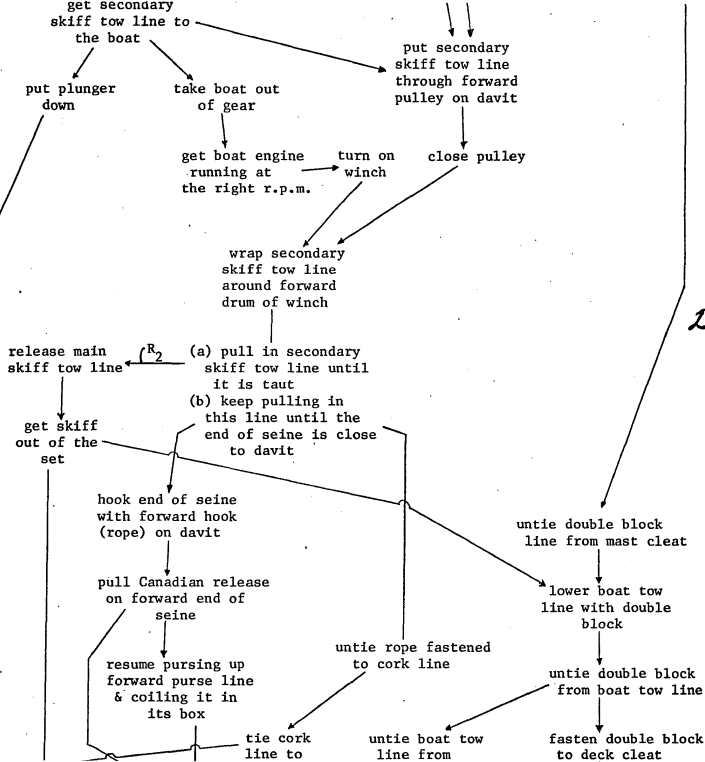 get secondary
skiff tow line to
the boat
put secondary
skiff tow line
through forward
pulley on davit
put plunger
down
take boat out
of gear
get boat engine
running at
the right r.p.m.
turn on
winch
close pulley
wrap secondary
skiff tow line
around forward
drum of winch
2
release main
skiff tow line
R2
(a) pull in secondary
skiff tow line until
it is taut
(b) keep pulling in
this line until the
end of seine is close
to davit
get skiff
out of the
set
hook end of seine
with forward hook
(rope) on davit
untie double block
line from mast cleat
pull Canadian release
on forward end of
seine
lower boat tow
line with double
block
untie rope fastened
to cork line
resume pursing up
forward purse line
& coiling it in
its box
untie double block
from boat tow line
tie cork
line to
untie boat tow
line from
fasten double block
to deck cleat